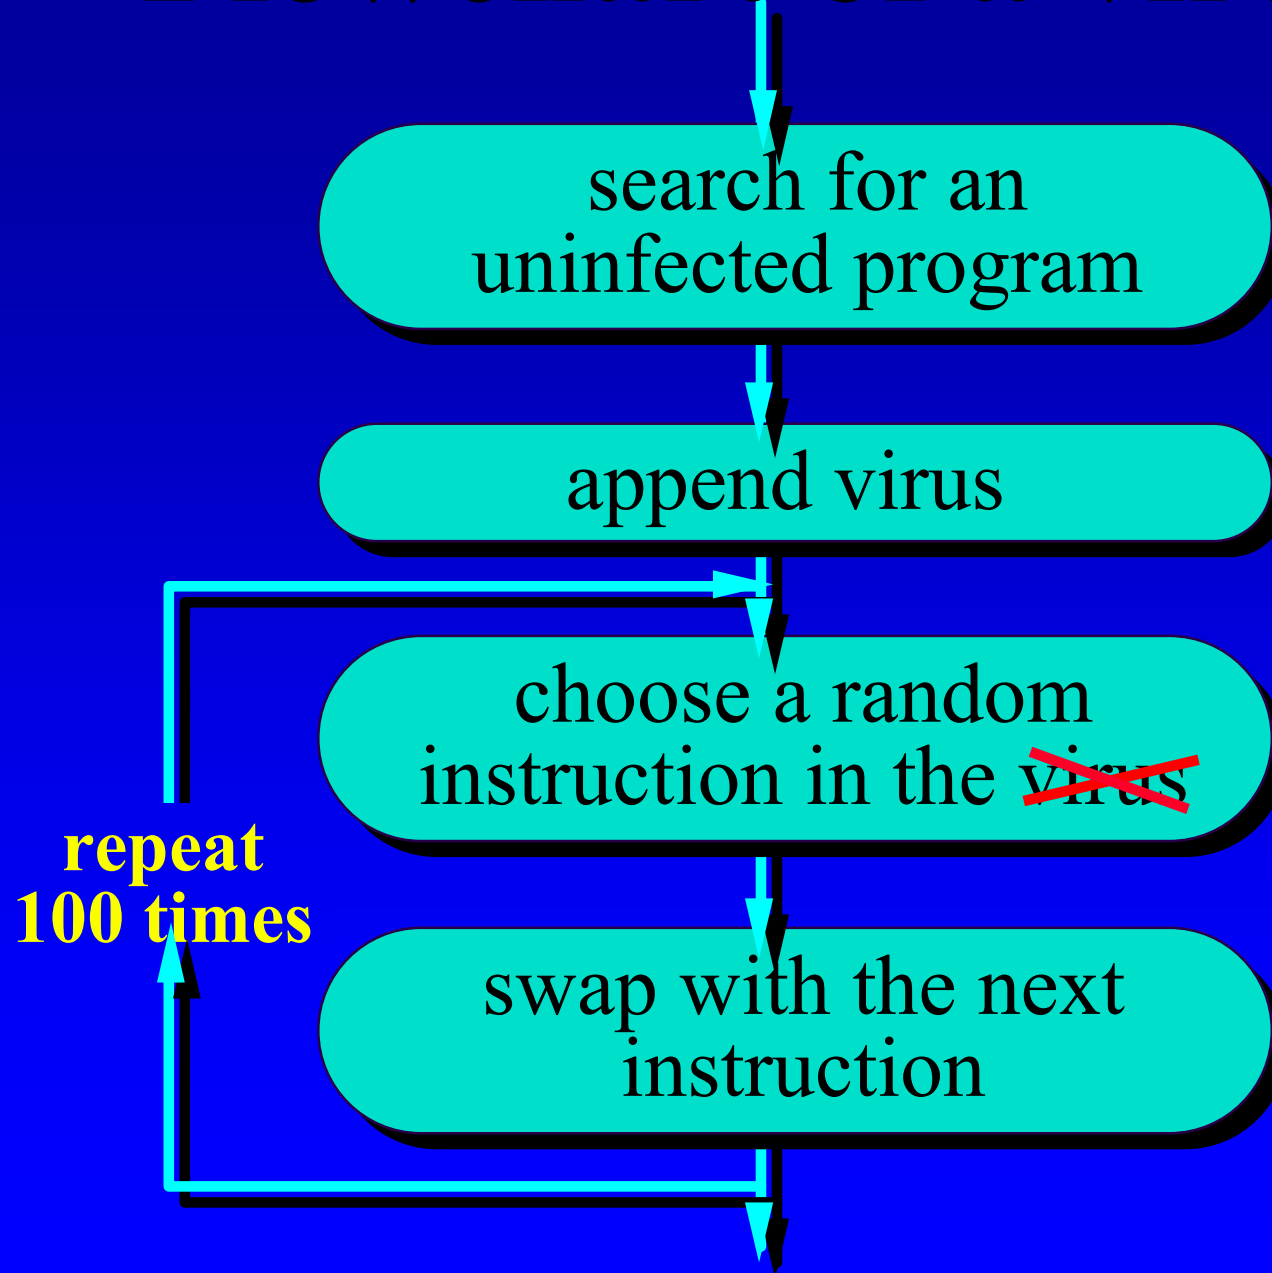 search for an
uninfected program
append virus
choose a random
instruction in the virus
repeat
100 times
swap with the next
instruction